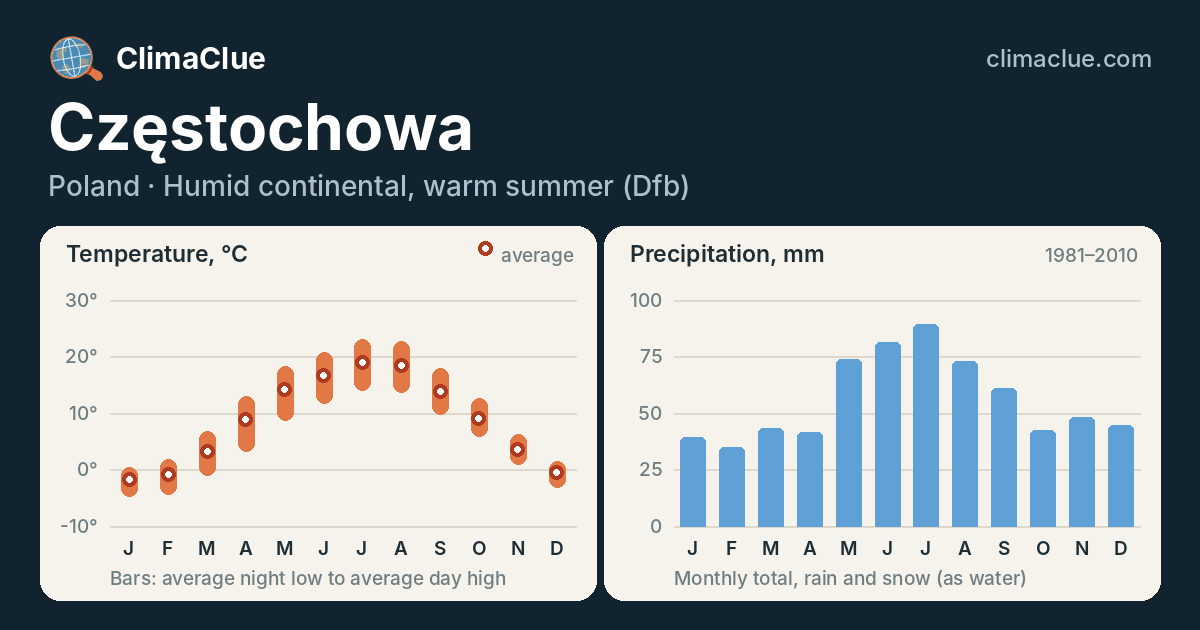 ClimaClue
climaclue.com
Częstochowa
Poland · Humid continental, warm summer (Dfb)
Temperature, °C
average
30°
20°
10°
0°
-10°
J F M A M J J A S O N D
Bars: average night low to average day high
Precipitation, mm
1981–2010
100
75
50
25
0
J F M A M J J A S O N D
Monthly total, rain and snow (as water)